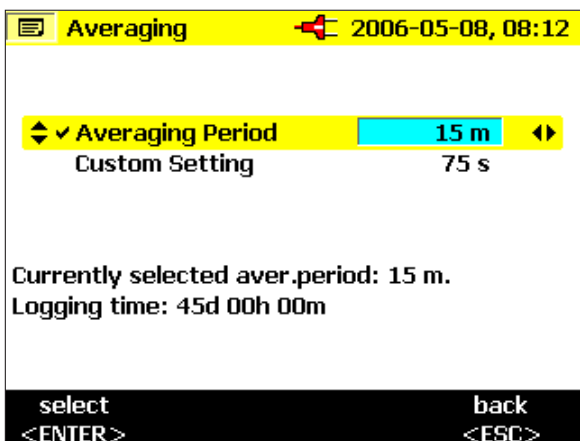 Averaging 2006-05-08, 08:12
Averaging Period 15 m
Custom Setting 75 s
Currently selected aver.period: 15 m.
Logging time: 45d 00h 00m
select back
<ENTER> <ESC>